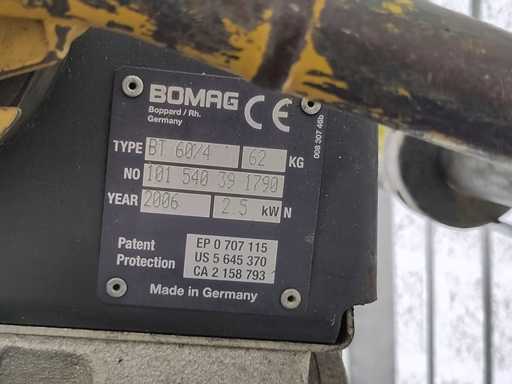 BOMAG CE
Boppard / Rh.
Germany
008 307 46b
TYPE BT 60/4 62 KG
NO 101 540 39 1790
YEAR 2006 2.5 kW N
Patent Protection
EP 0 707 115
US 5 645 370
CA 2 158 793
Made in Germany